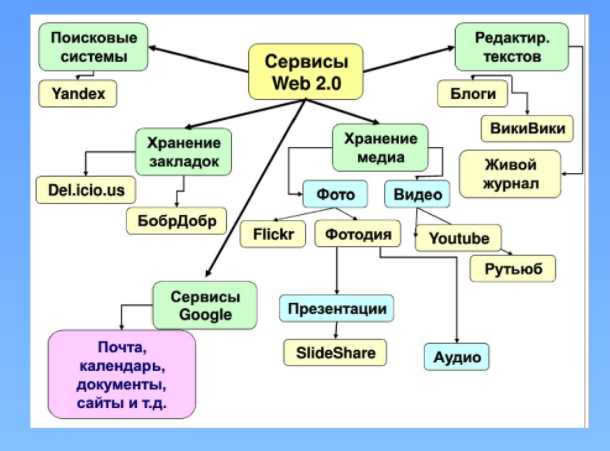 Поисковые
системы
Yandex
Сервисы
Web 2.0
Редактир.
текстов
Блоги
ВикиВики
Живой
журнал
Хранение
закладок
Del.icio.us
БобрДобр
Хранение
медиа
Фото
Видео
Flickr
Фотодия
Youtube
Рутьюб
Сервисы
Google
Почта,
календарь,
документы,
сайты и т.д.
Презентации
SlideShare
Аудио